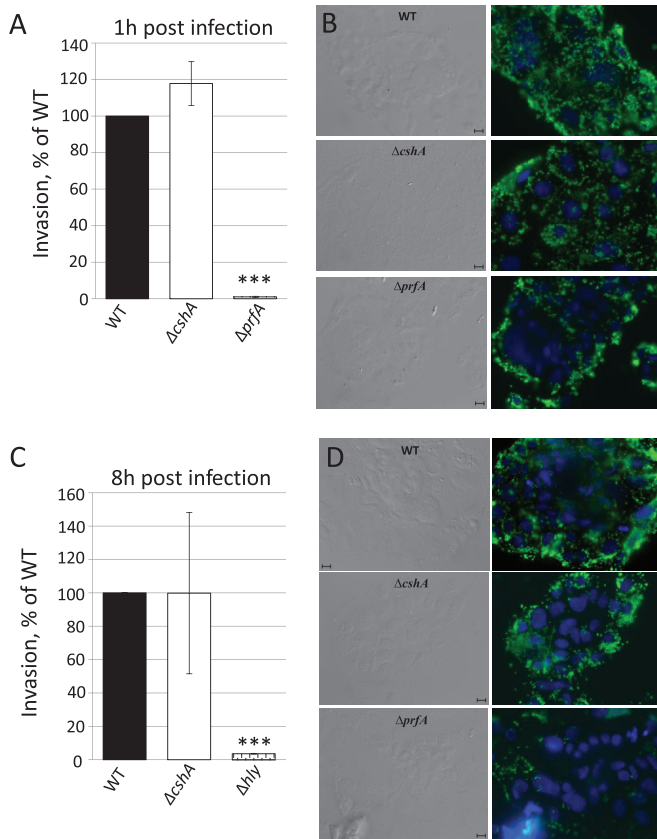 A
1h post infection
Invasion, % of WT
140
120
100
80
60
40
20
0
***
WT
ΔcshA
ΔprfA
B
WT
ΔcshA
ΔprfA
C
8h post infection
Invasion, % of WT
160
140
120
100
80
60
40
20
0
***
WT
ΔcshA
Δhly
D
WT
ΔcshA
ΔprfA